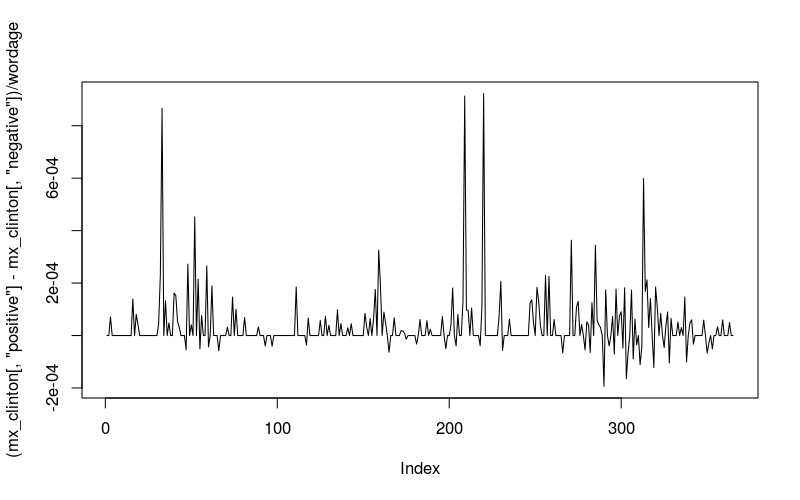 (mx_clinton[, "positive"] - mx_clinton[, "negative"])/wordage
6e-04
2e-04
-2e-04
0 100 200 300
Index